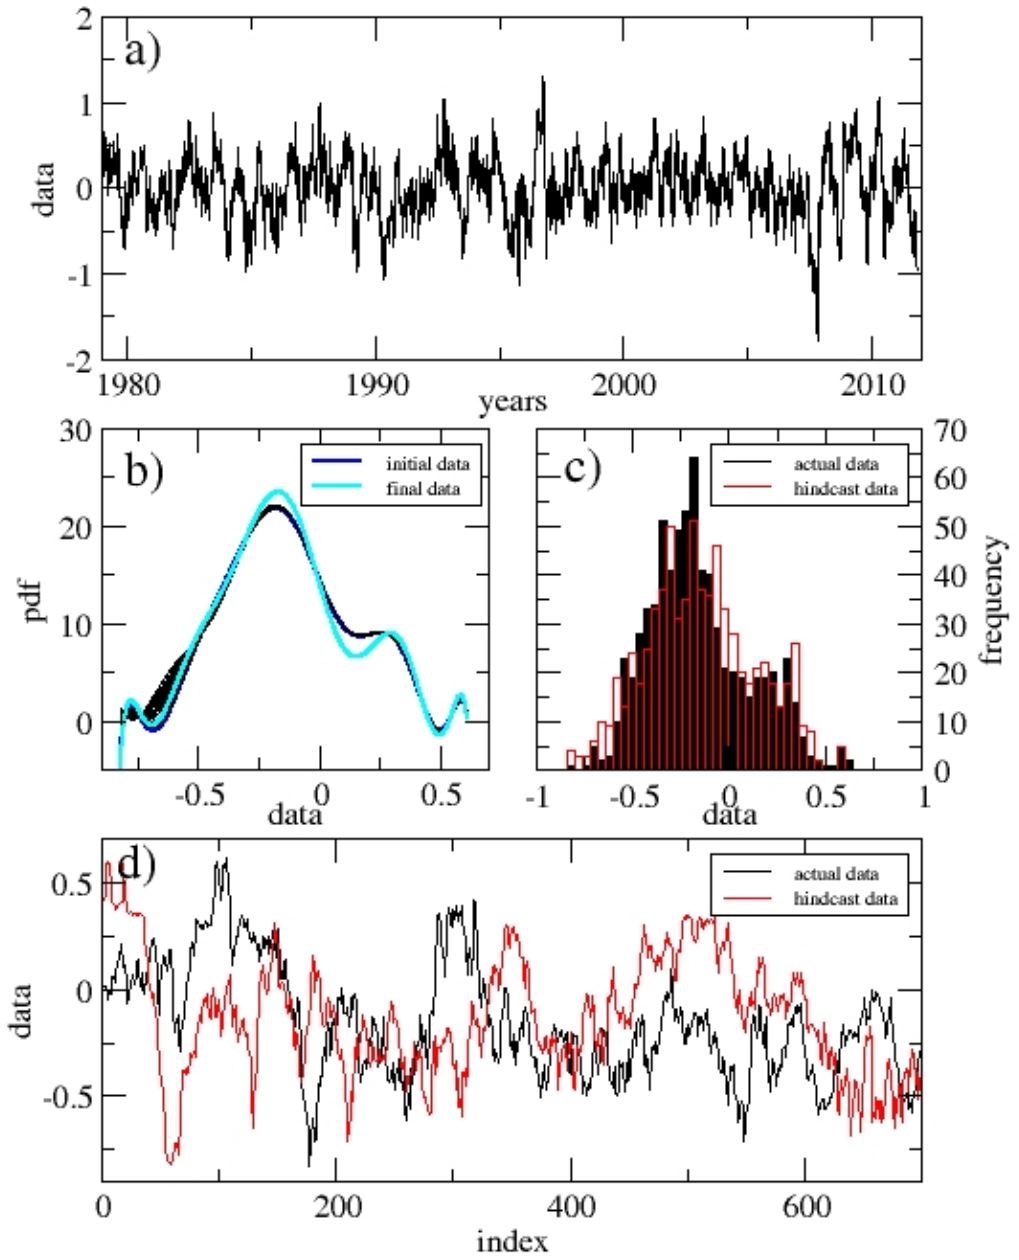 a)
2
1
0
-1
-2
data
1980 1990 2000 2010
years
b)
initial data
final data
30
20
10
0
pdf
-0.5 0 0.5
data
c)
actual data
hindcast data
70
60
50
40
30
20
10
0
frequency
-1 -0.5 0 0.5 1
data
d)
actual data
hindcast data
0.5
0
-0.5
data
0 200 400 600
index